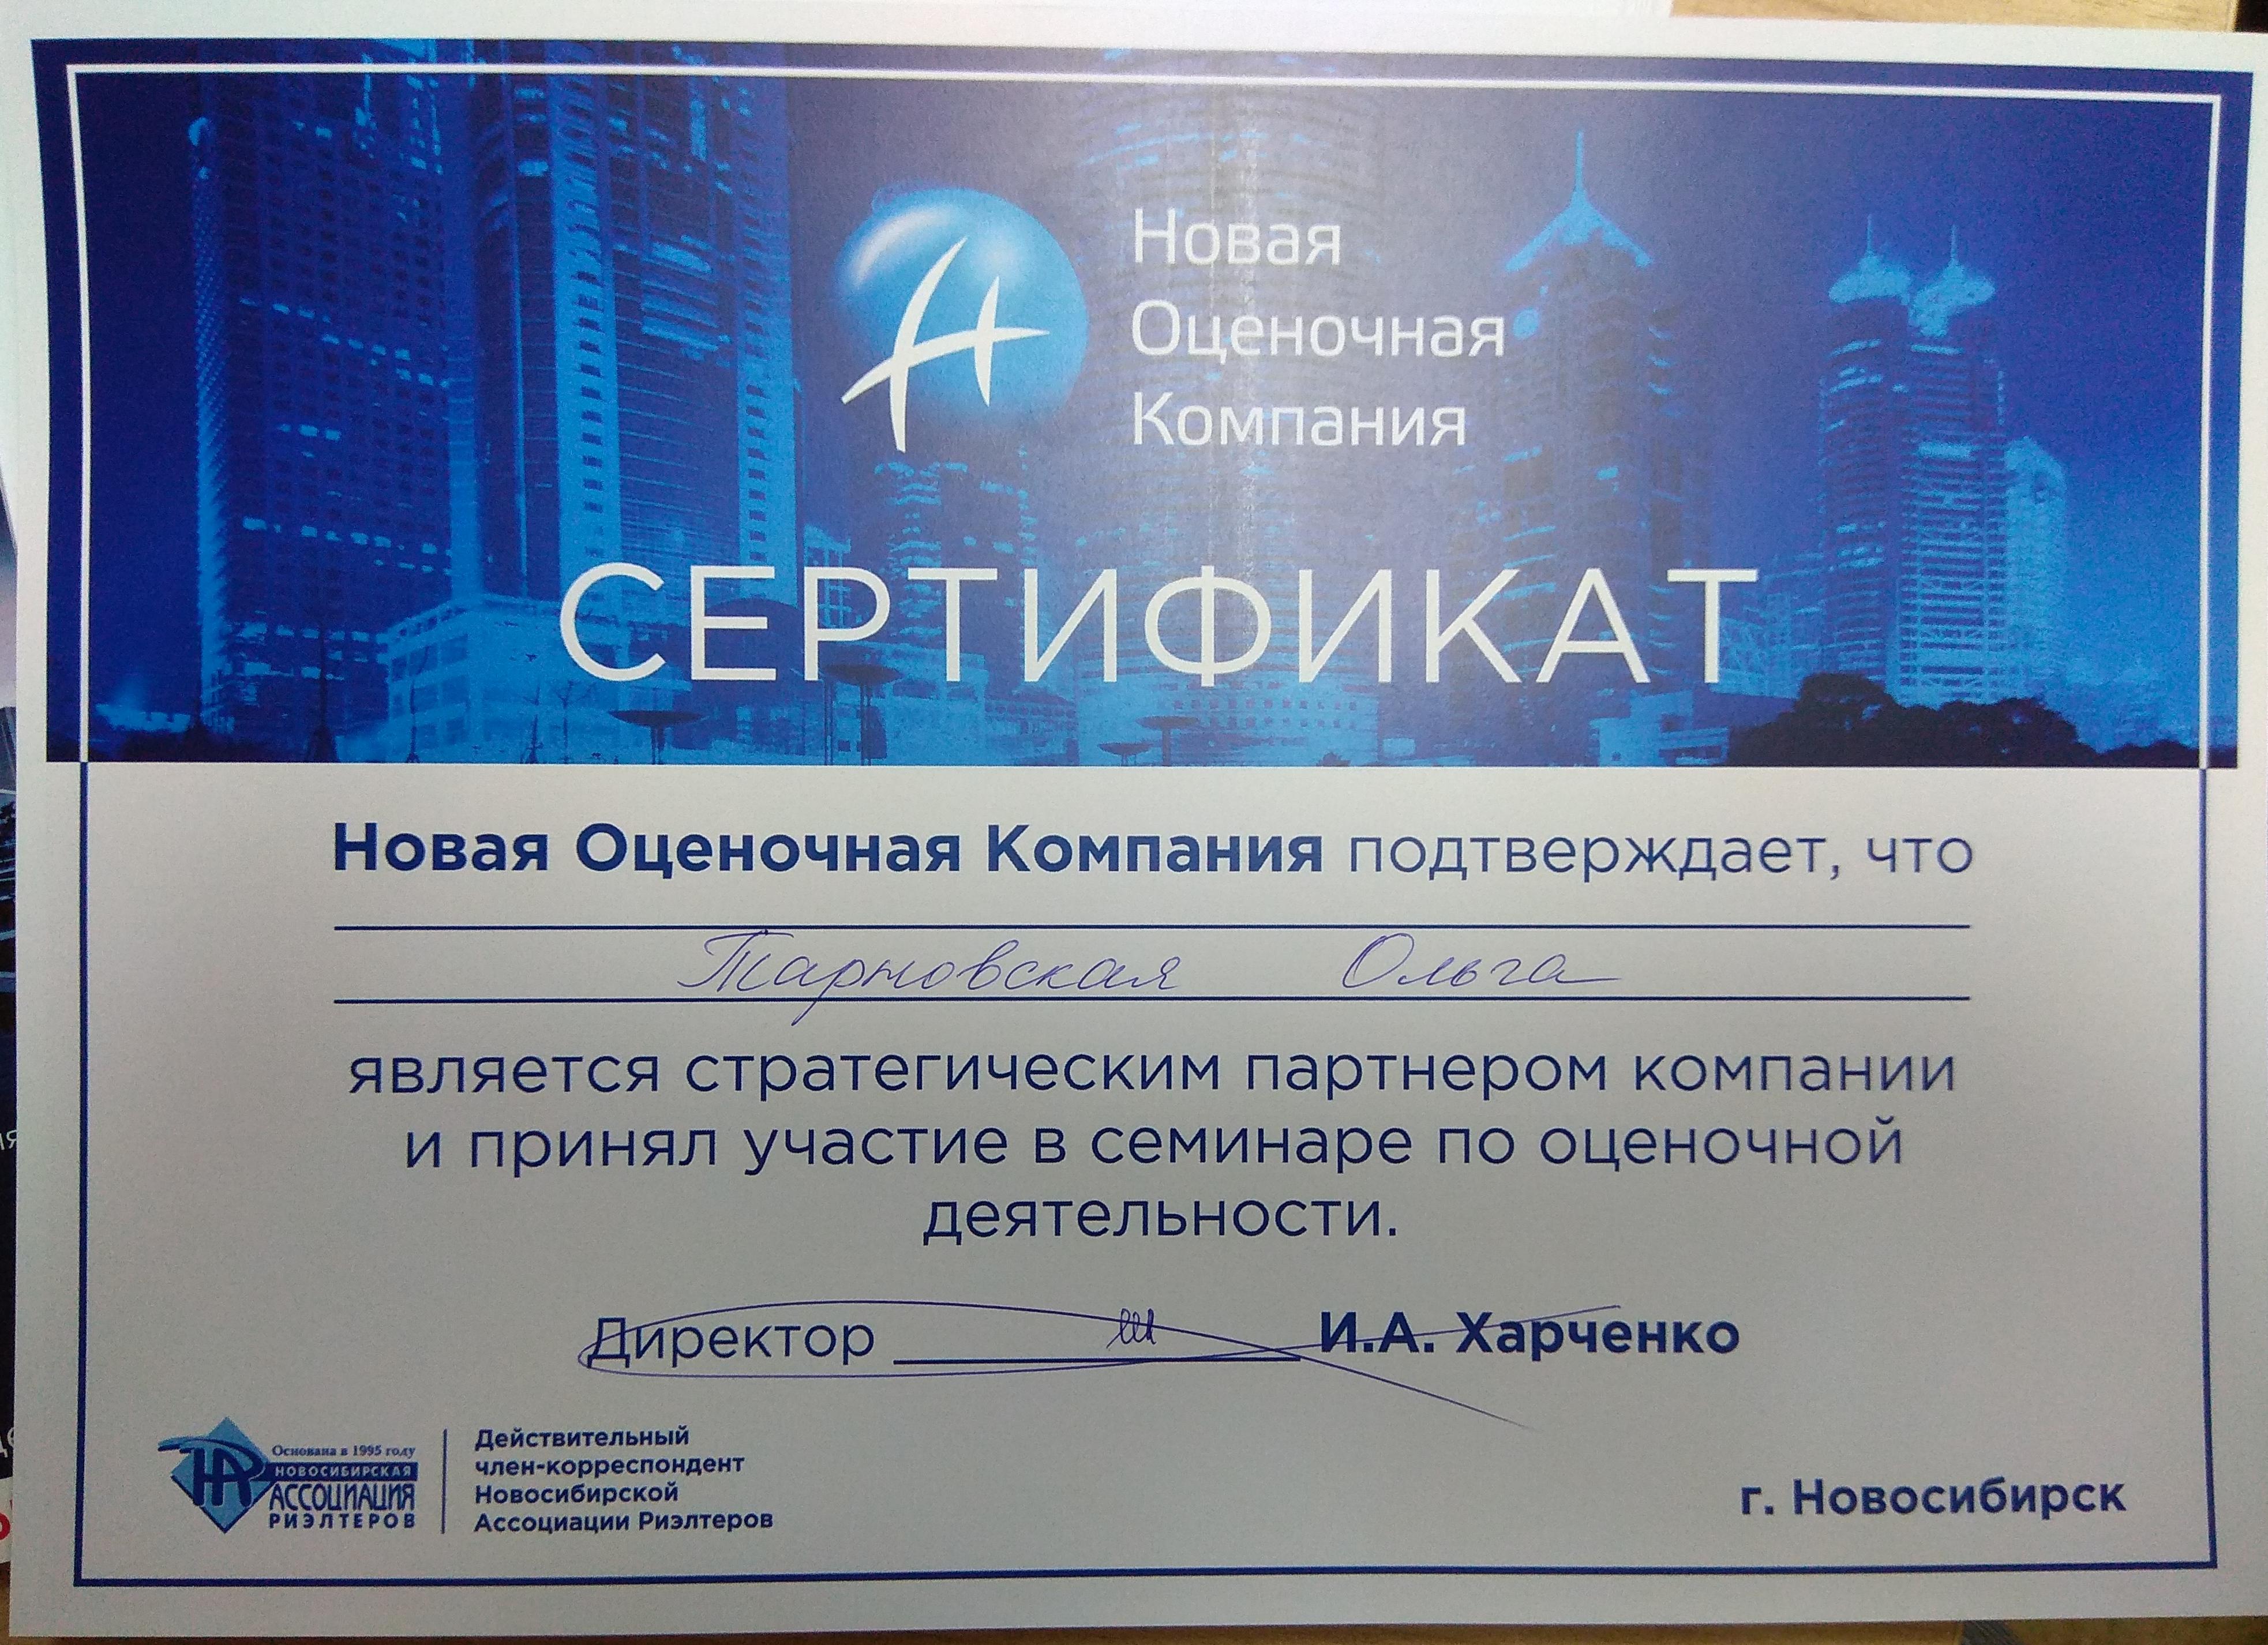 Новая
Оценочная
Компания
СЕРТИФИКАТ
Новая Оценочная Компания подтверждает, что
Тарновская Ольга
является стратегическим партнером компании
и принял участие в семинаре по оценочной
деятельности.
Директор И.А. Харченко
Основана в 1995 году
НОВОСИБИРСКАЯ
АССОЦИАЦИЯ
РИЭЛТЕРОВ
Действительный
член-корреспондент
Новосибирской
Ассоциации Риэлтеров
г. Новосибирск